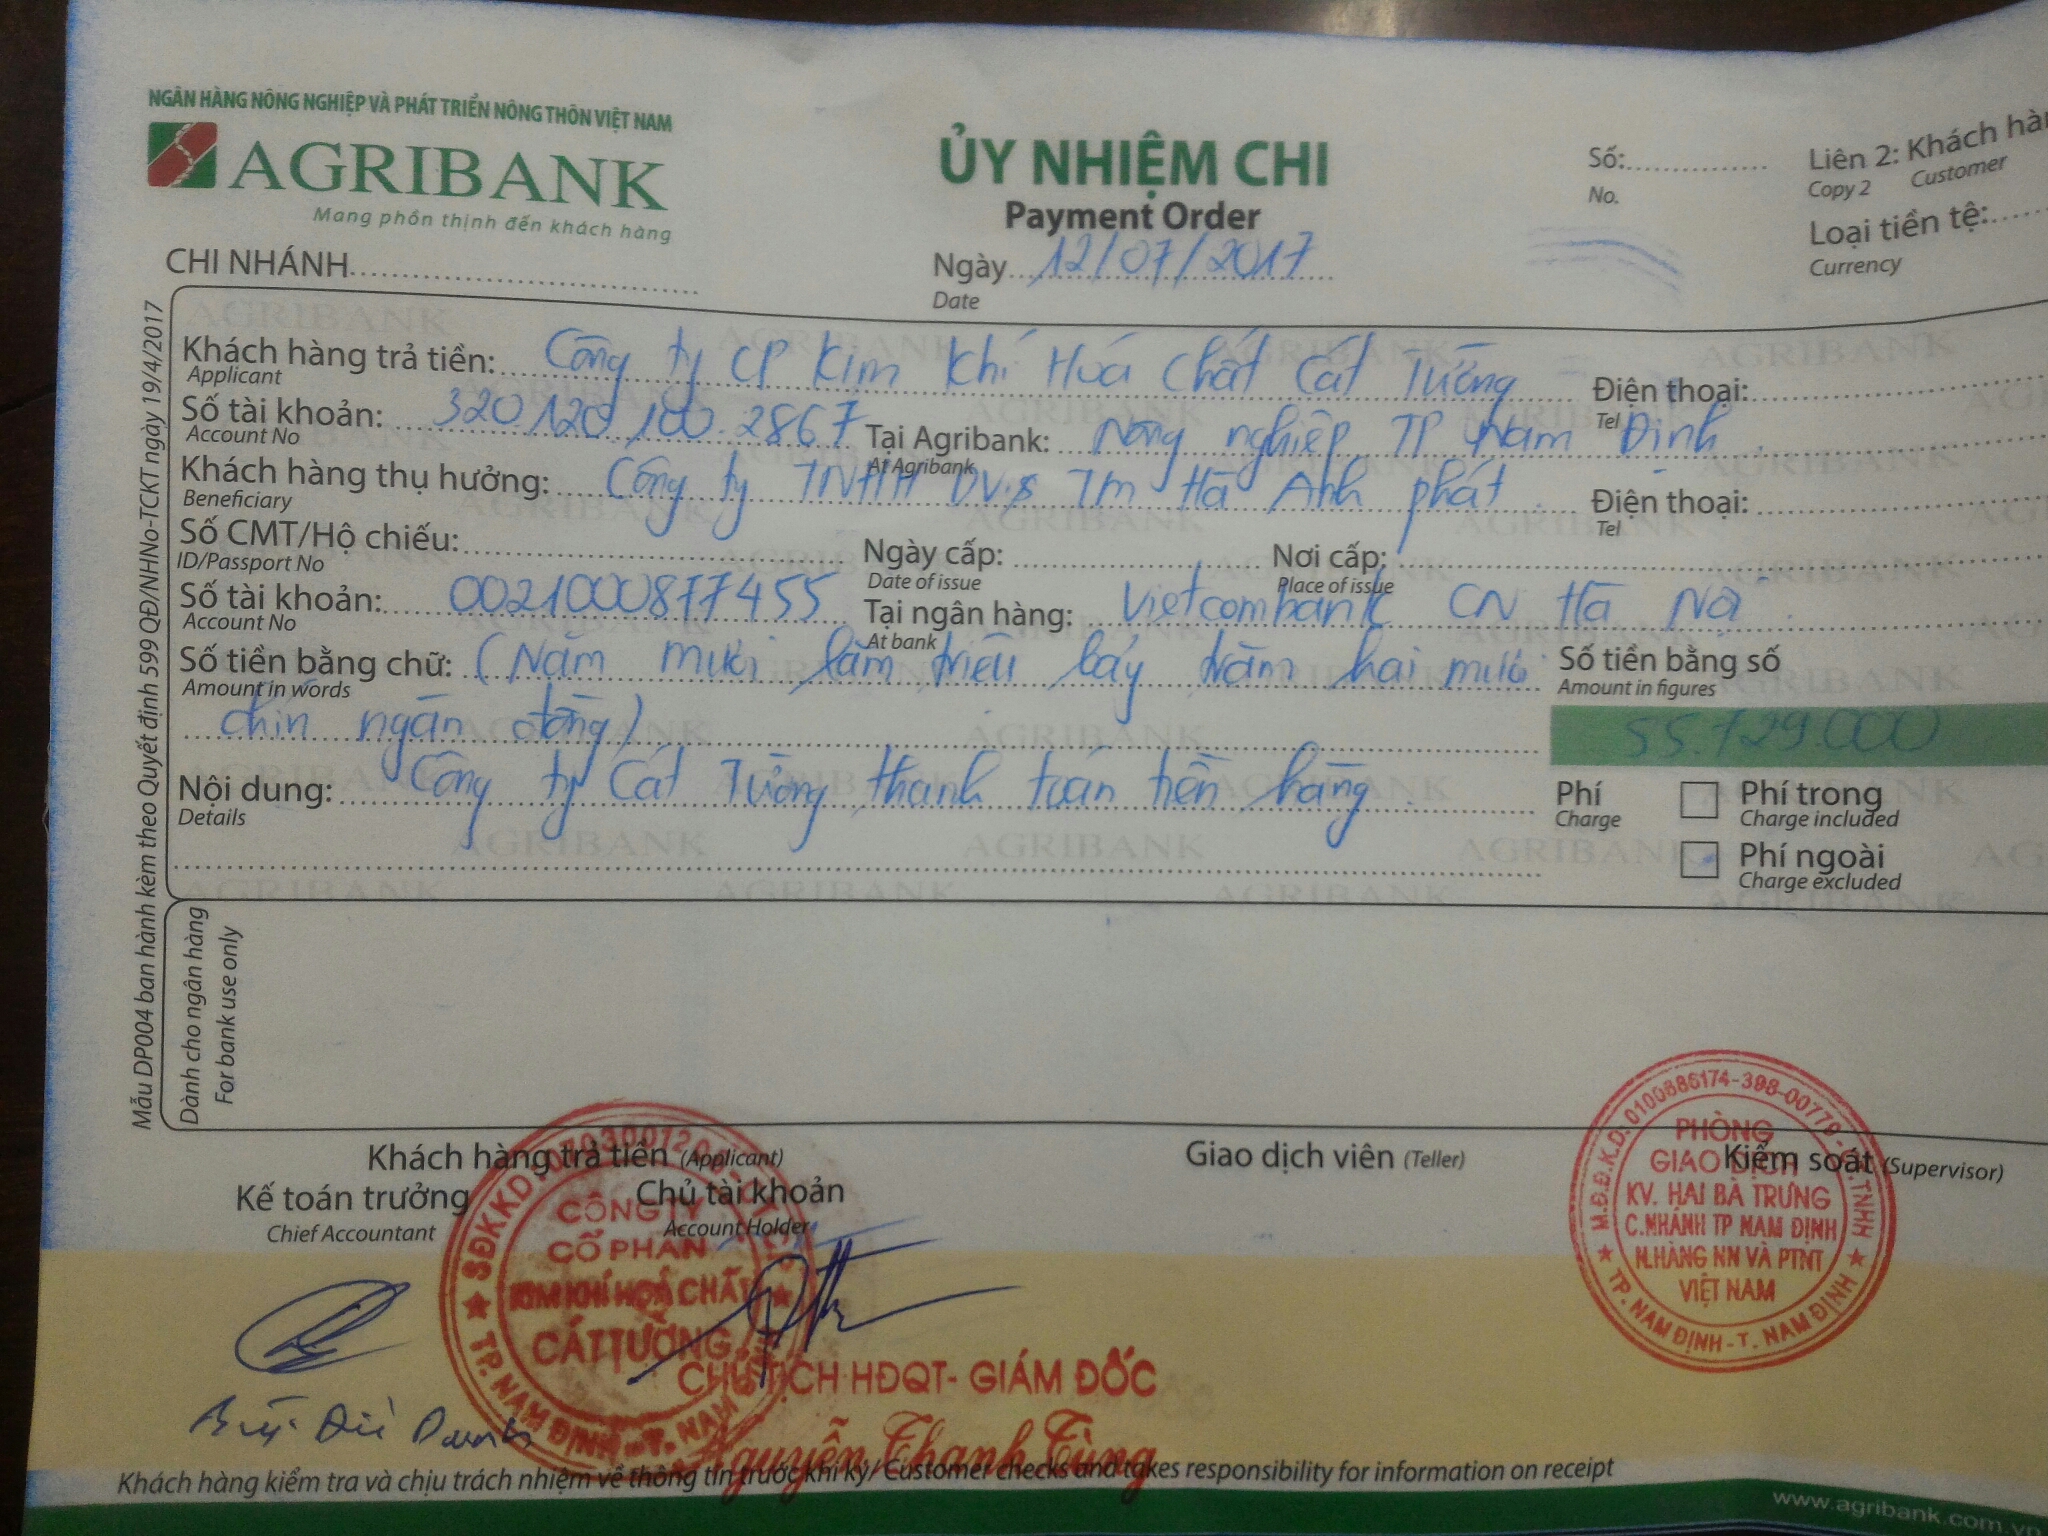 NGÂN HÀNG NÔNG NGHIỆP VÀ PHÁT TRIỂN NÔNG THÔN VIỆT NAM
AGRIBANK
Mang phồn thịnh đến khách hàng
CHI NHÁNH
ỦY NHIỆM CHI
Payment Order
Ngày 12/07/2017
Date
Số:
No.
Liên 2: Khách hàn
Copy 2 Customer
Loại tiền tệ:
Currency
Khách hàng trả tiền: Công ty CP Kim Khí Hoá Chất Cát Tường Điện thoại:
Applicant Tel
Số tài khoản: 320.120.100.2867 Tại Agribank: Nông nghiệp TP Nam Định
Account No At Agribank
Khách hàng thụ hưởng: Công ty TNHH DV & TM Hà Anh phát Điện thoại:
Beneficiary Tel
Số CMT/Hộ chiếu: Ngày cấp: Nơi cấp:
ID/Passport No Date of issue Place of issue
Số tài khoản: 0021000877455 Tại ngân hàng: Vietcombank CN Hà Nội
Account No At bank
Số tiền bằng chữ: (Năm mươi lăm triệu bảy trăm hai mươi Số tiền bằng số
Amount in words Amount in figures
chín ngàn đồng) 55.729.000
Nội dung: Công ty Cát Tường thanh toán tiền hàng.
Details
Phí Phí trong
Charge Charge included
Phí ngoài
Charge excluded
Dành cho ngân hàng
For bank use only
Mẫu DP004 ban hành kèm theo Quyết định 599 QĐ/NHNo-TCKT ngày 19/4/2017
Khách hàng trả tiền (Applicant) Giao dịch viên (Teller) Kiểm soát (Supervisor)
Kế toán trưởng Chủ tài khoản
Chief Accountant Account Holder
CÔNG TY
CỔ PHẦN
KIM KHÍ HOÁ CHẤT
CÁT TƯỜNG
TP. NAM ĐỊNH - T. NAM
CHỦ TỊCH HĐQT- GIÁM ĐỐC
Nguyễn Thanh Tùng
PHÒNG
GIAO DỊCH
KV. HAI BÀ TRƯNG
C.NHÁNH TP NAM ĐỊNH
N.HÀNG NN VÀ PTNT
VIỆT NAM
TP. NAM ĐỊNH - T. NAM ĐỊNH
Khách hàng kiểm tra và chịu trách nhiệm về thông tin trước khi ký/ Customer checks and takes responsibility for information on receipt
www.agribank.com.vn